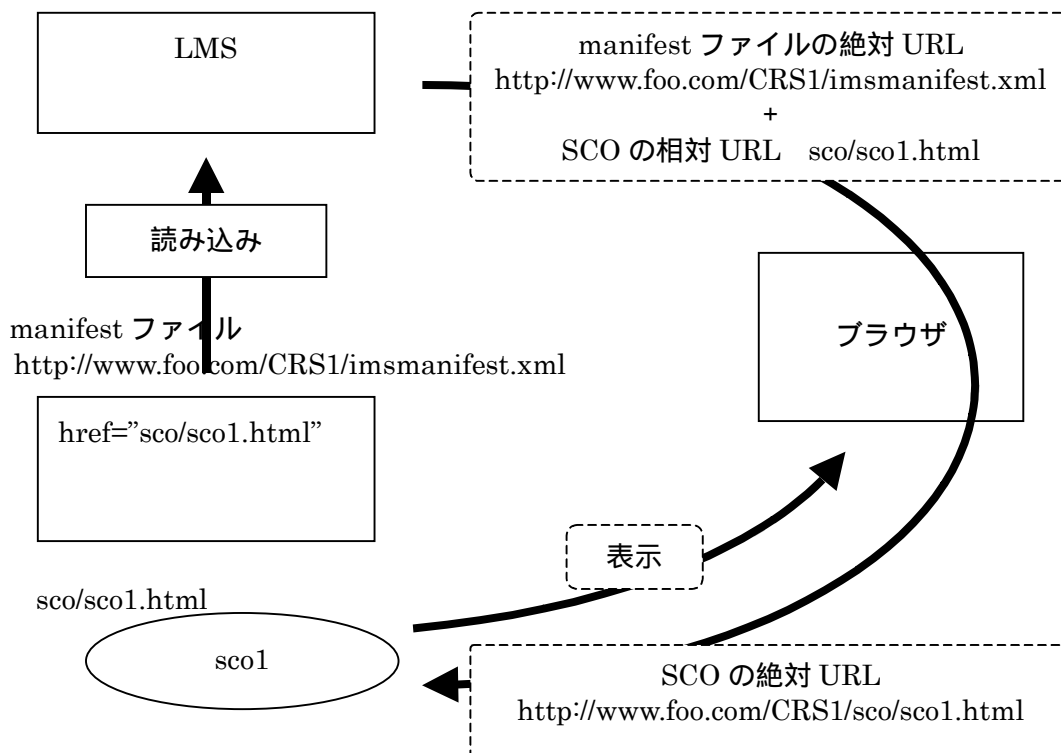 LMS
manifest ファイルの絶対 URL
http://www.foo.com/CRS1/imsmanifest.xml
+
SCO の相対 URL　sco/sco1.html
読み込み
manifest ファイル
http://www.foo.com/CRS1/imsmanifest.xml
ブラウザ
href=”sco/sco1.html”
表示
sco/sco1.html
sco1
SCO の絶対 URL
http://www.foo.com/CRS1/sco/sco1.html